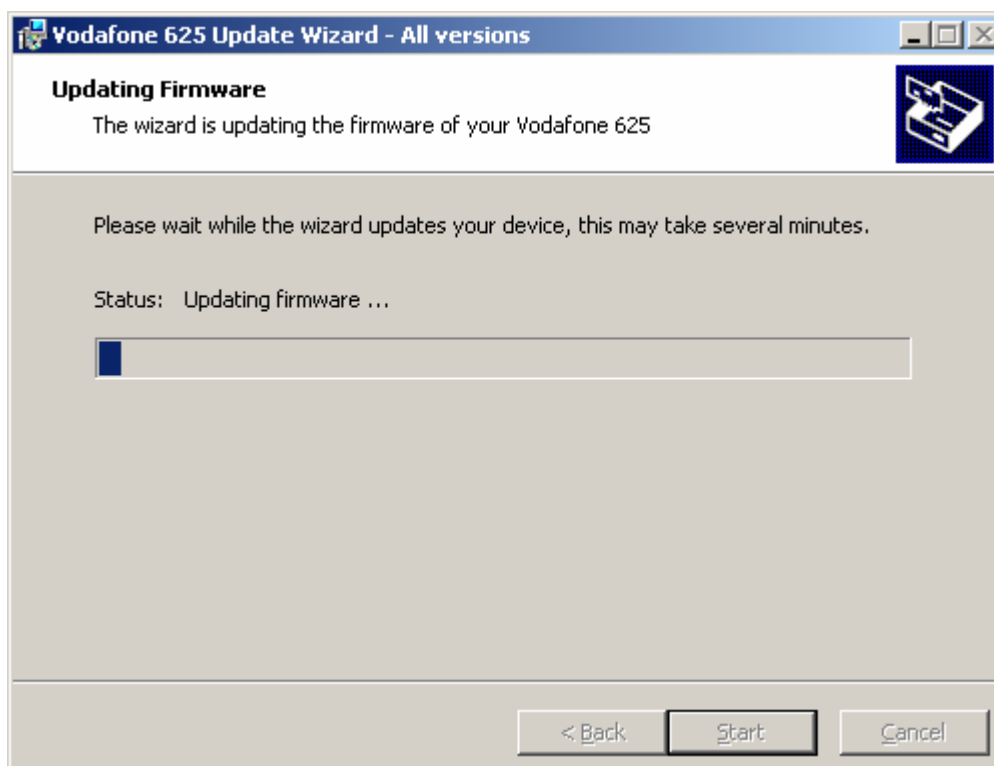 Vodafone 625 Update Wizard - All versions
Updating Firmware
The wizard is updating the firmware of your Vodafone 625
Please wait while the wizard updates your device, this may take several minutes.
Status: Updating firmware ...
< Back Start Cancel